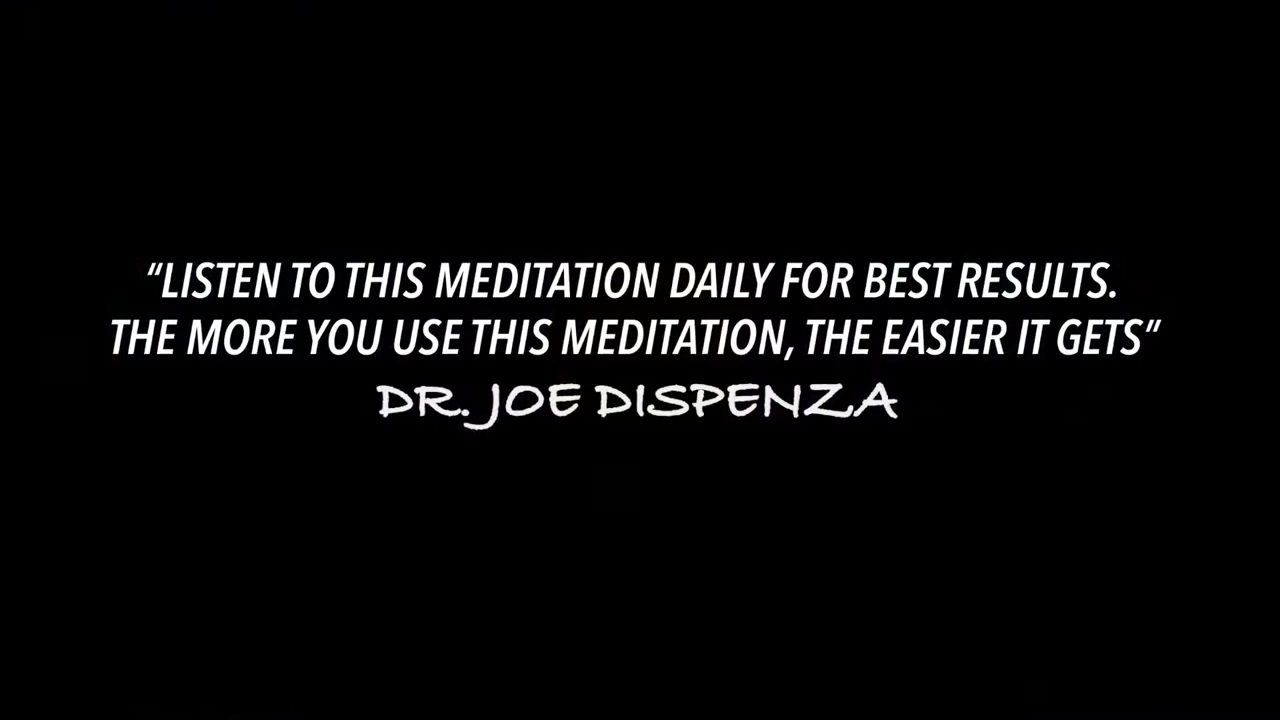 “LISTEN TO THIS MEDITATION DAILY FOR BEST RESULTS.
THE MORE YOU USE THIS MEDITATION, THE EASIER IT GETS”
DR. JOE DISPENZA